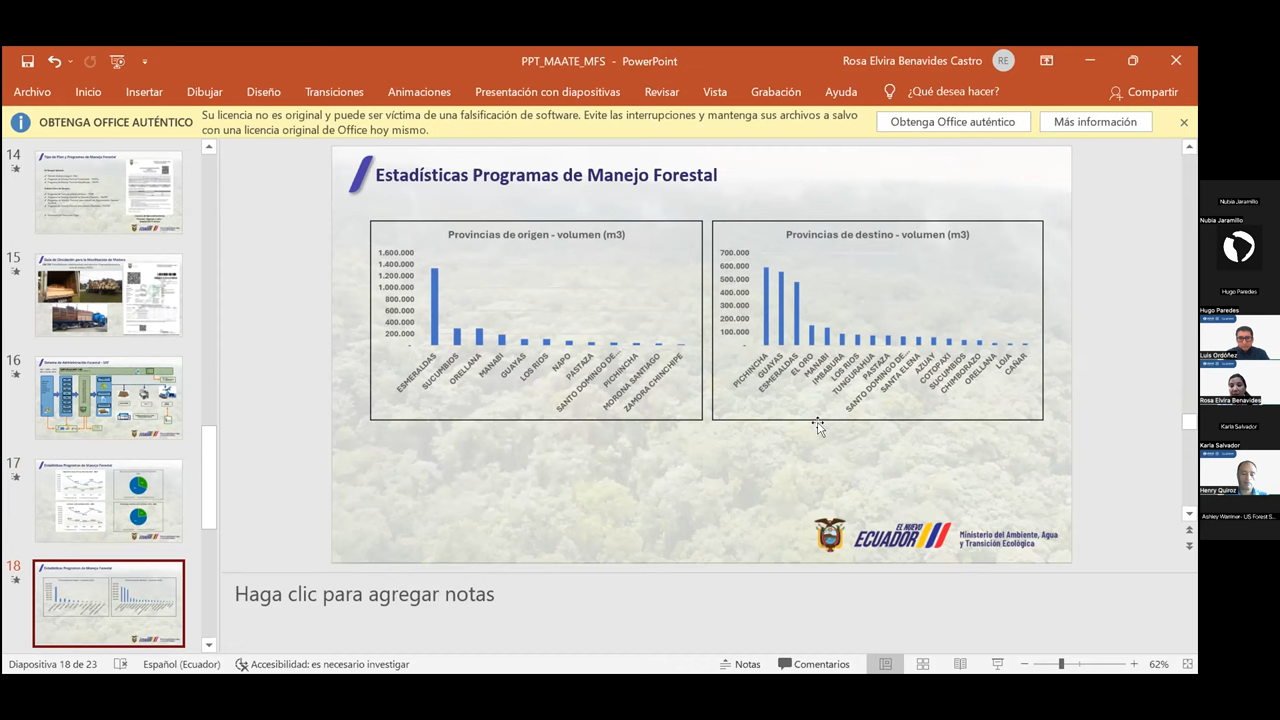 PPT_MAATE_MFS - PowerPoint
Rosa Elvira Benavides Castro
RE
Archivo Inicio Insertar Dibujar Diseño Transiciones Animaciones Presentación con diapositivas Revisar Vista Grabación Ayuda ¿Qué desea hacer? Compartir
OBTENGA OFFICE AUTÉNTICO
Su licencia no es original y puede ser víctima de una falsificación de software. Evite las interrupciones y mantenga sus archivos a salvo
con una licencia original de Office hoy mismo.
Obtenga Office auténtico
Más información
14
15
16
17
18
Estadísticas Programas de Manejo Forestal
Provincias de origen - volumen (m3)
1.600.000
1.400.000
1.200.000
1.000.000
800.000
600.000
400.000
200.000
-
ESMERALDAS
SUCUMBIOS
ORELLANA
MANABI
GUAYAS
LOS RIOS
NAPO
PASTAZA
SANTO DOMINGO DE...
PICHINCHA
MORONA SANTIAGO
ZAMORA CHINCHIPE
Provincias de destino - volumen (m3)
700.000
600.000
500.000
400.000
300.000
200.000
100.000
-
PICHINCHA
GUAYAS
ESMERALDAS
EL ORO
MANABI
IMBABURA
LOS RIOS
TUNGURAHUA
PASTAZA
SANTO DOMINGO DE...
SANTA ELENA
AZUAY
COTOPAXI
SUCUMBIOS
CHIMBORAZO
ORELLANA
LOJA
CAÑAR
EL NUEVO
ECUADOR
Ministerio del Ambiente, Agua
y Transición Ecológica
Haga clic para agregar notas
Diapositiva 18 de 23
Español (Ecuador)
Accesibilidad: es necesario investigar
Notas
Comentarios
62%
Nubia Jaramillo
Nubia Jaramillo
Hugo Paredes
Hugo Paredes
Luis Ordóñez
Rosa Elvira Benavides
Karla Salvador
Karla Salvador
Henry Quiroz